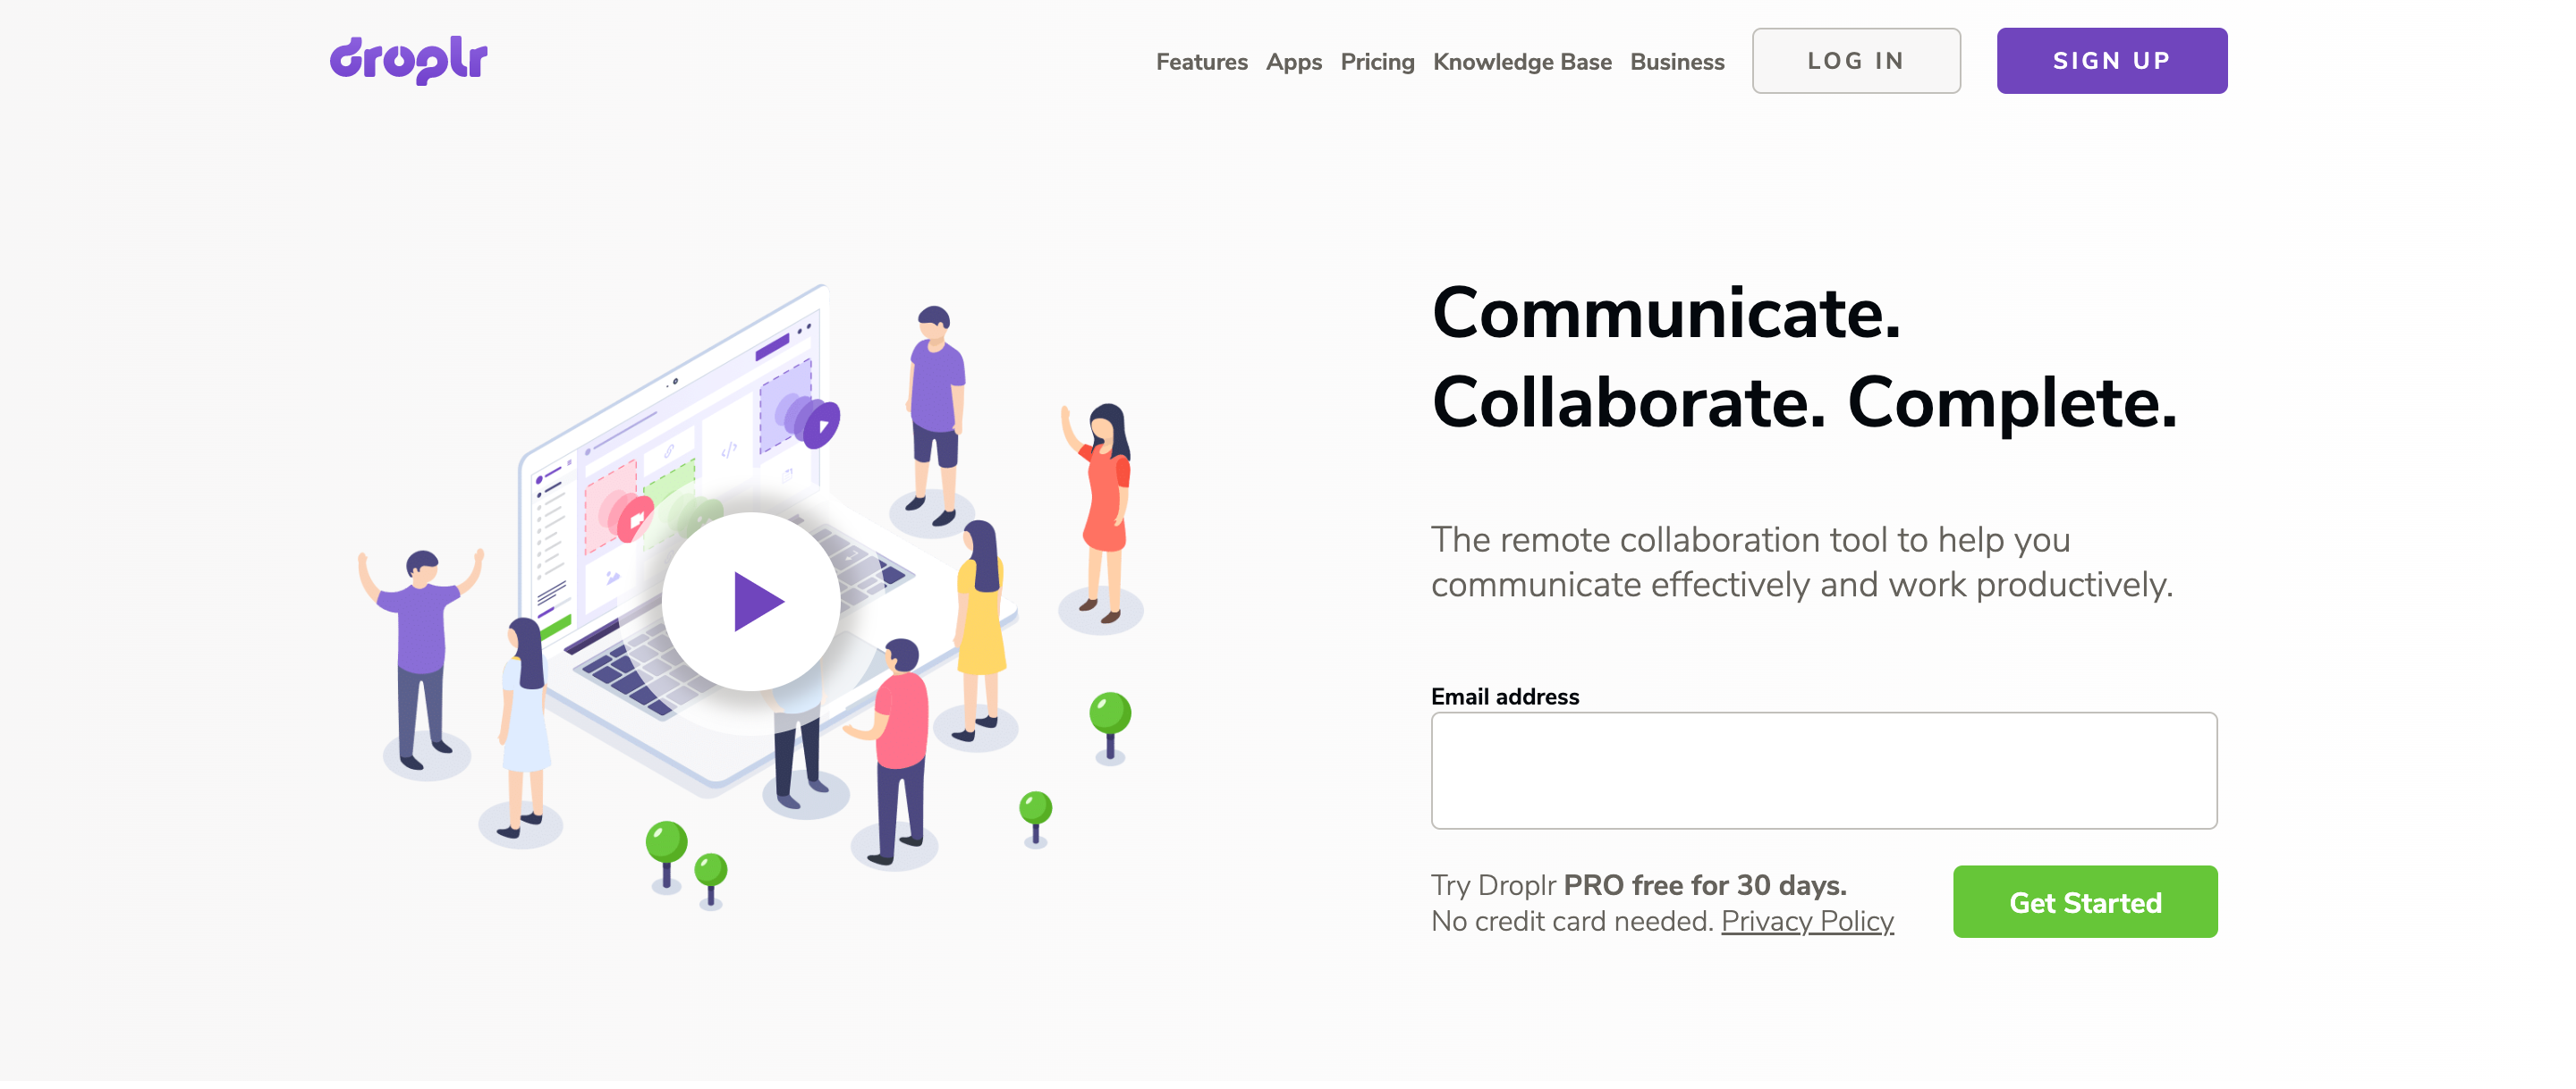 droplr
Features Apps Pricing Knowledge Base Business LOG IN SIGN UP
Communicate.
Collaborate. Complete.
The remote collaboration tool to help you
communicate effectively and work productively.
Email address
Try Droplr PRO free for 30 days.
No credit card needed. Privacy Policy
Get Started